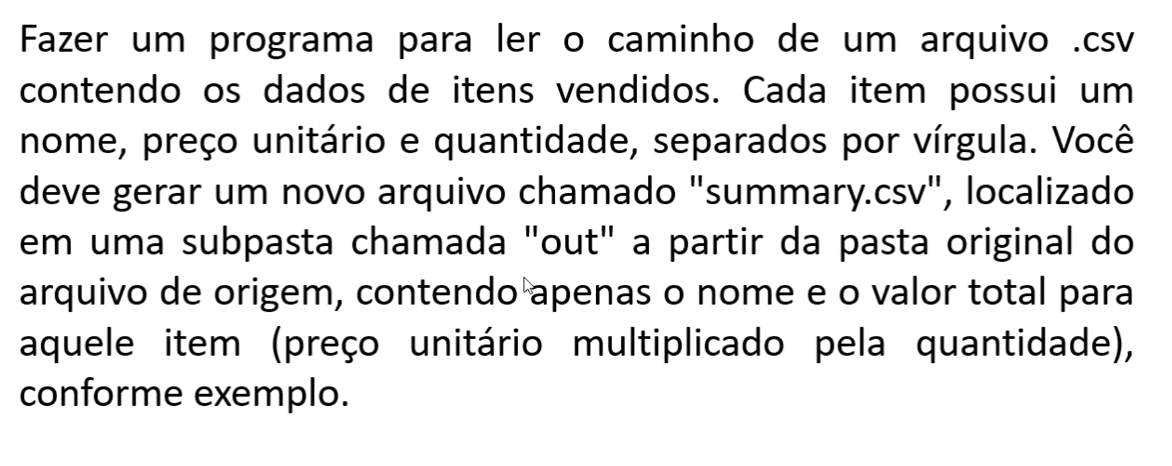 Fazer um programa para ler o caminho de um arquivo .csv
contendo os dados de itens vendidos. Cada item possui um
nome, preço unitário e quantidade, separados por vírgula. Você
deve gerar um novo arquivo chamado "summary.csv", localizado
em uma subpasta chamada "out" a partir da pasta original do
arquivo de origem, contendo apenas o nome e o valor total para
aquele item (preço unitário multiplicado pela quantidade),
conforme exemplo.